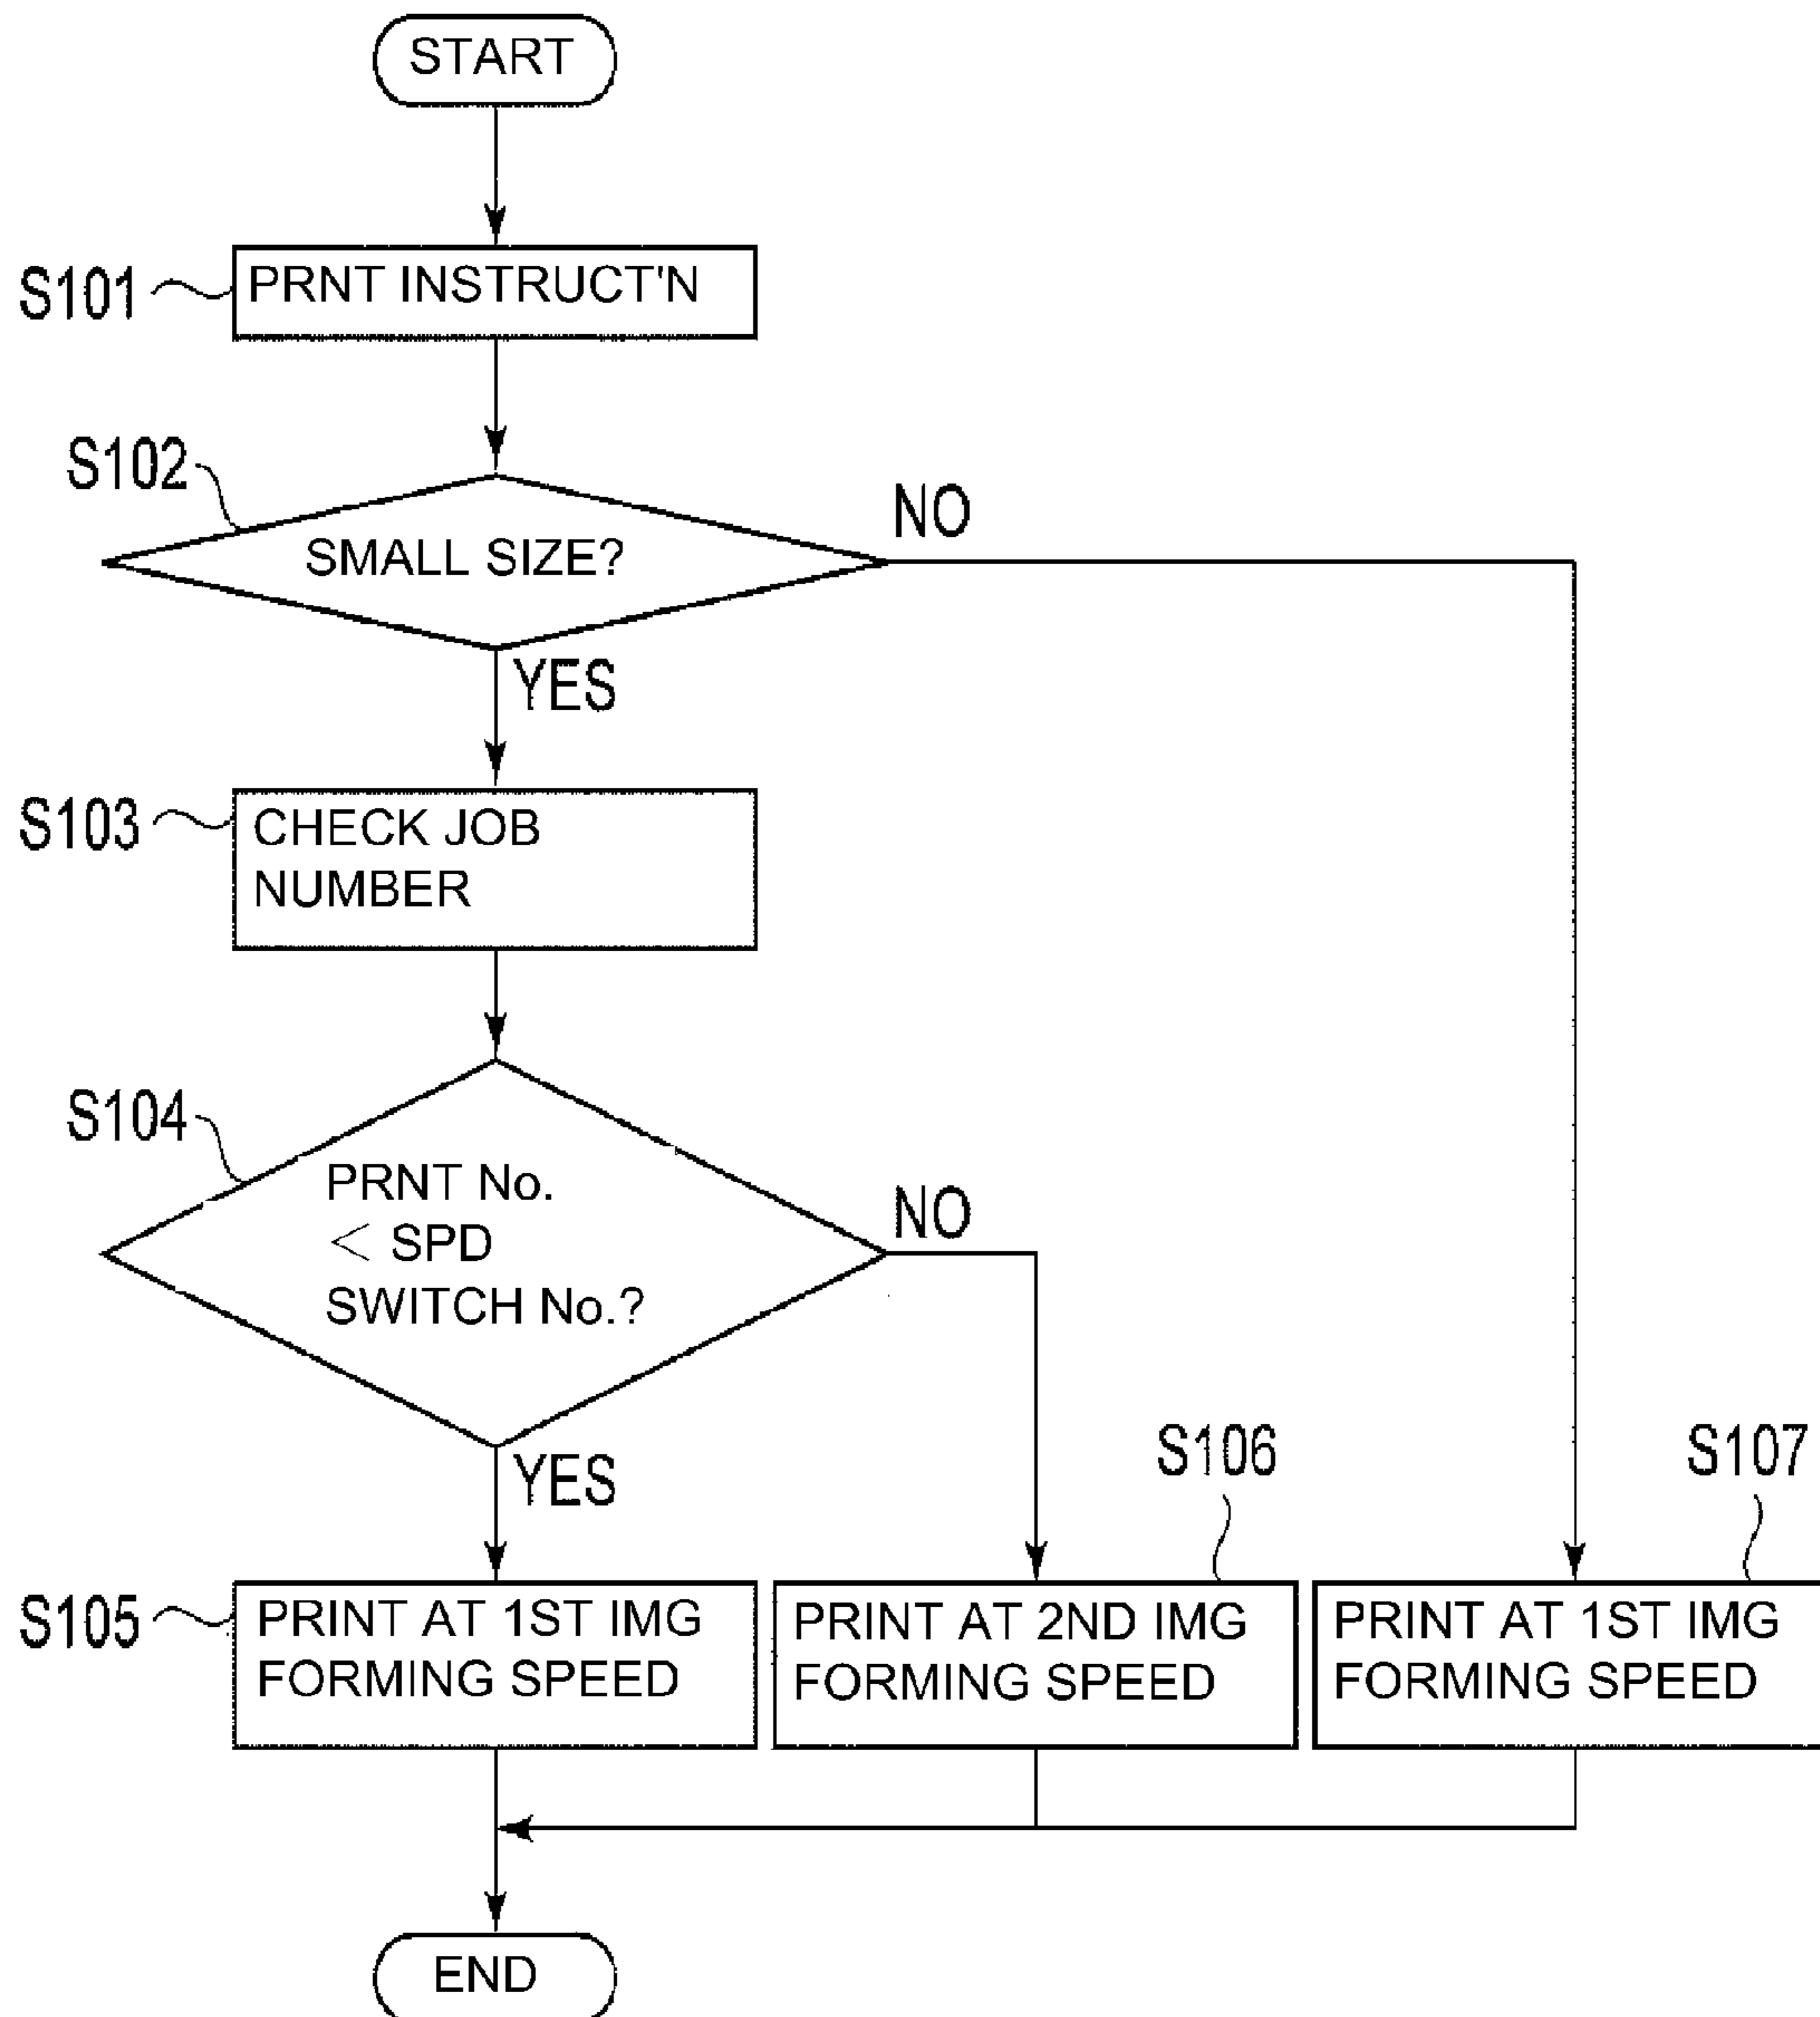 START
S101
PRNT INSTRUCT'N
S102
SMALL SIZE?
NO
YES
S103
CHECK JOB
NUMBER
S104
PRNT No.
< SPD
SWITCH No.?
NO
YES
S105
PRINT AT 1ST IMG
FORMING SPEED
S106
PRINT AT 2ND IMG
FORMING SPEED
S107
PRINT AT 1ST IMG
FORMING SPEED
END